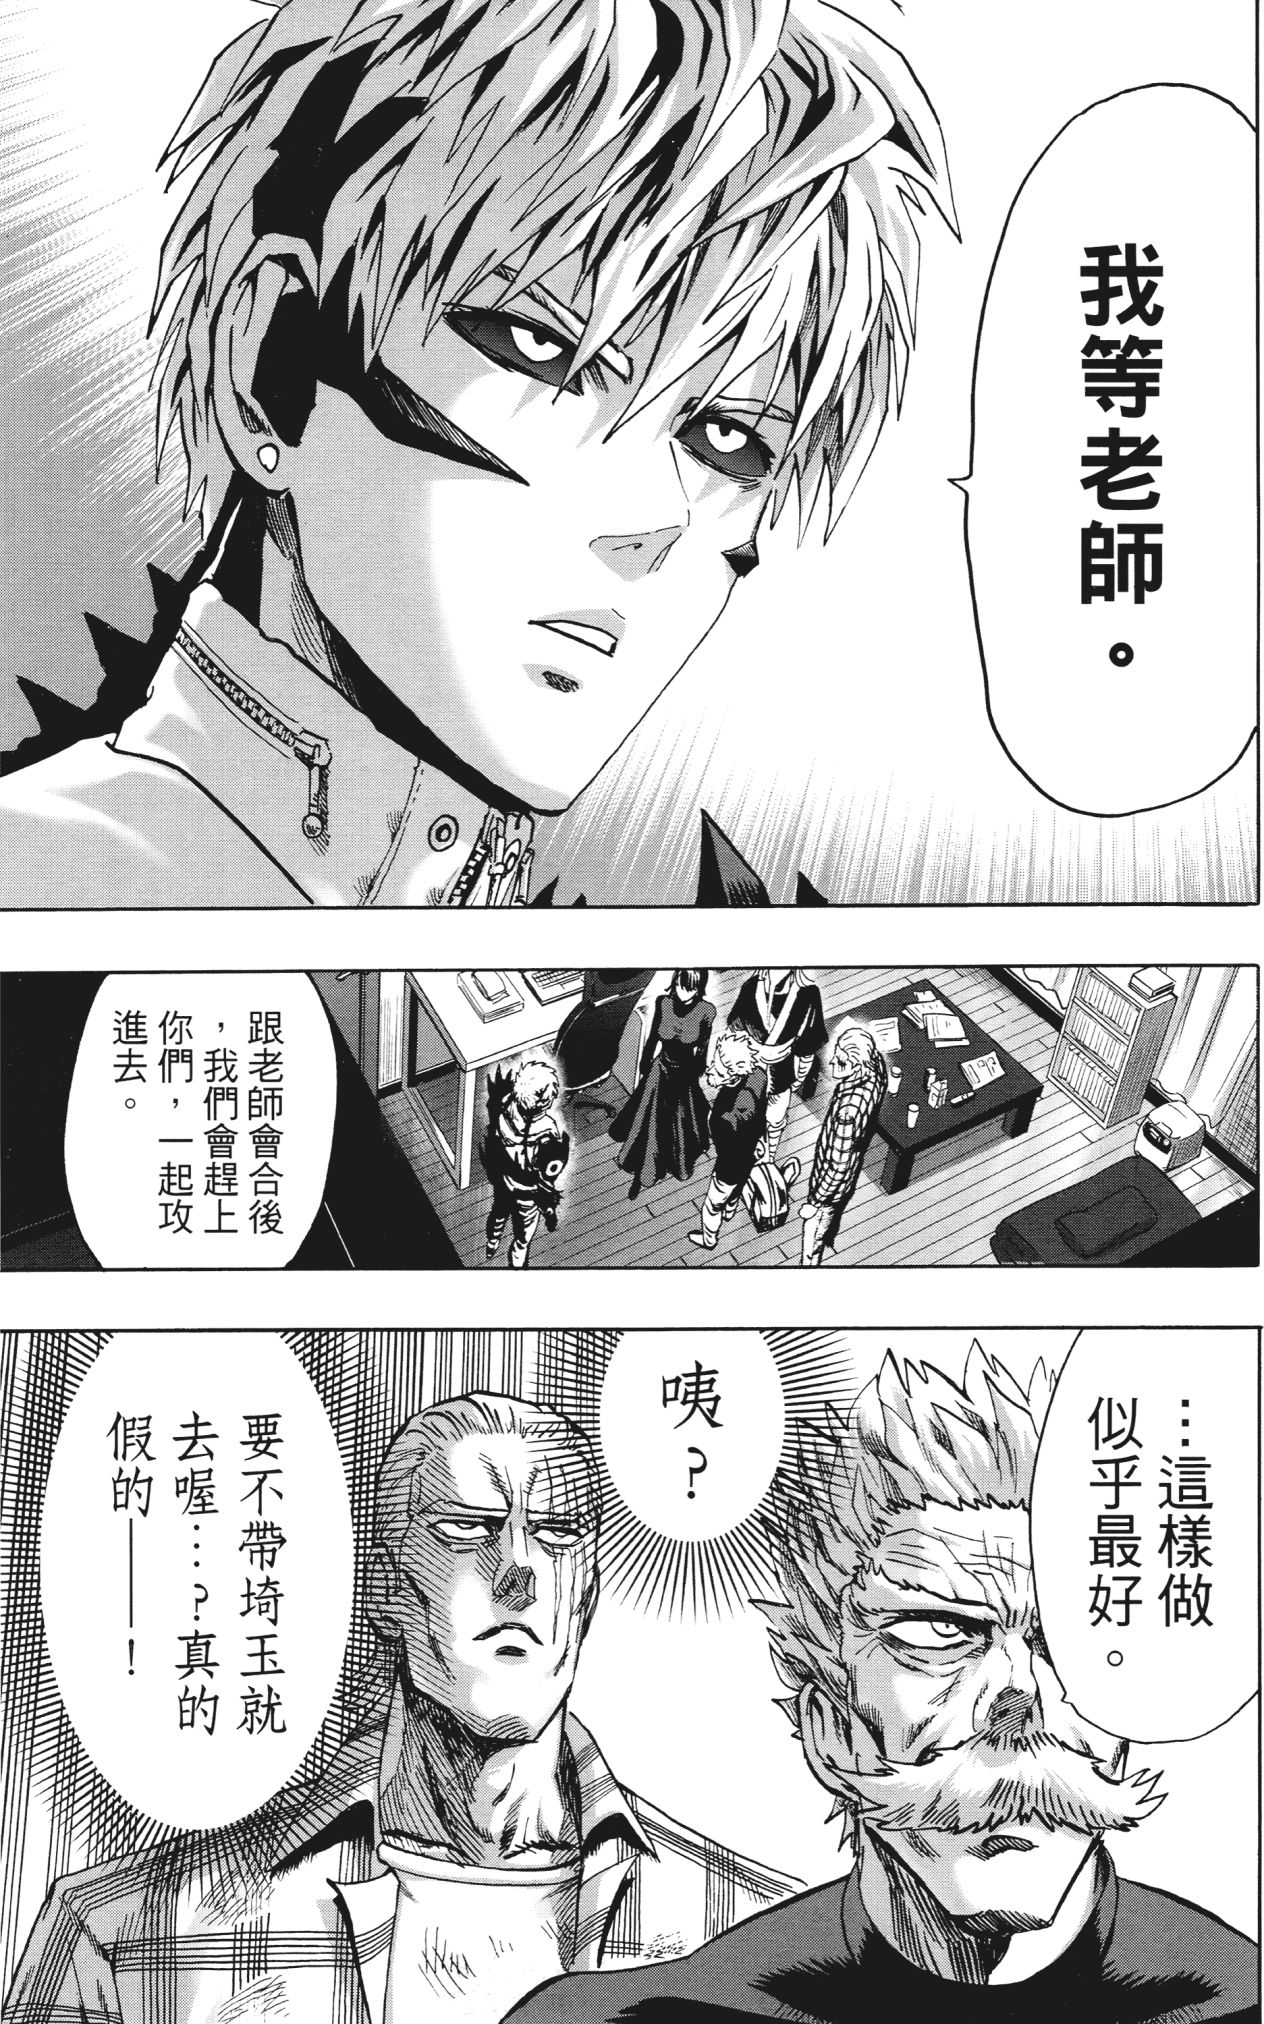 我等老師。
跟老師會合後
，我們會趕上
你們，一起攻
進去。
…這樣做
似乎最好。
咦？
要不帶埼玉就
去喔…？真的
假的——！